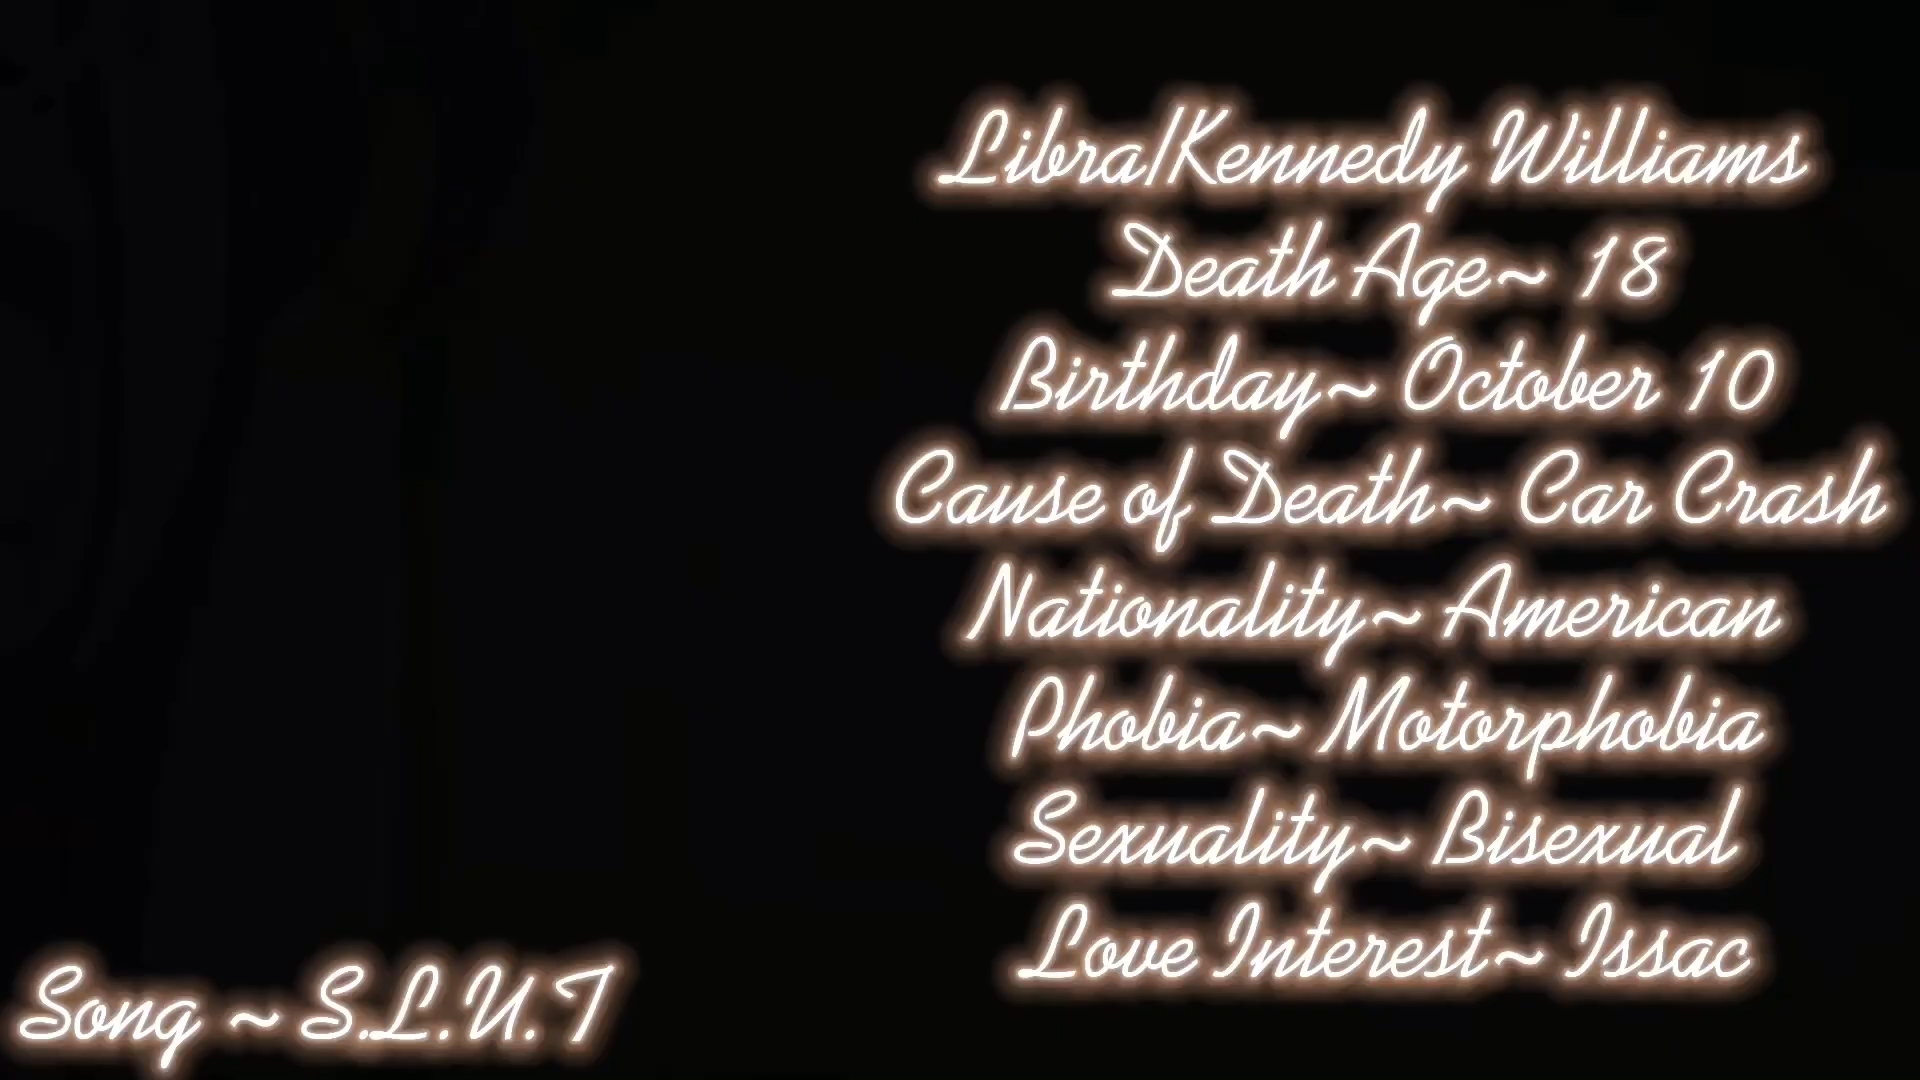 Libra/Kennedy Williams
Death Age~ 18
Birthday~ October 10
Cause of Death~ Car Crash
Nationality~ American
Phobia~ Motorphobia
Sexuality~ Bisexual
Love Interest~ Issac
Song ~ S.L.U.T